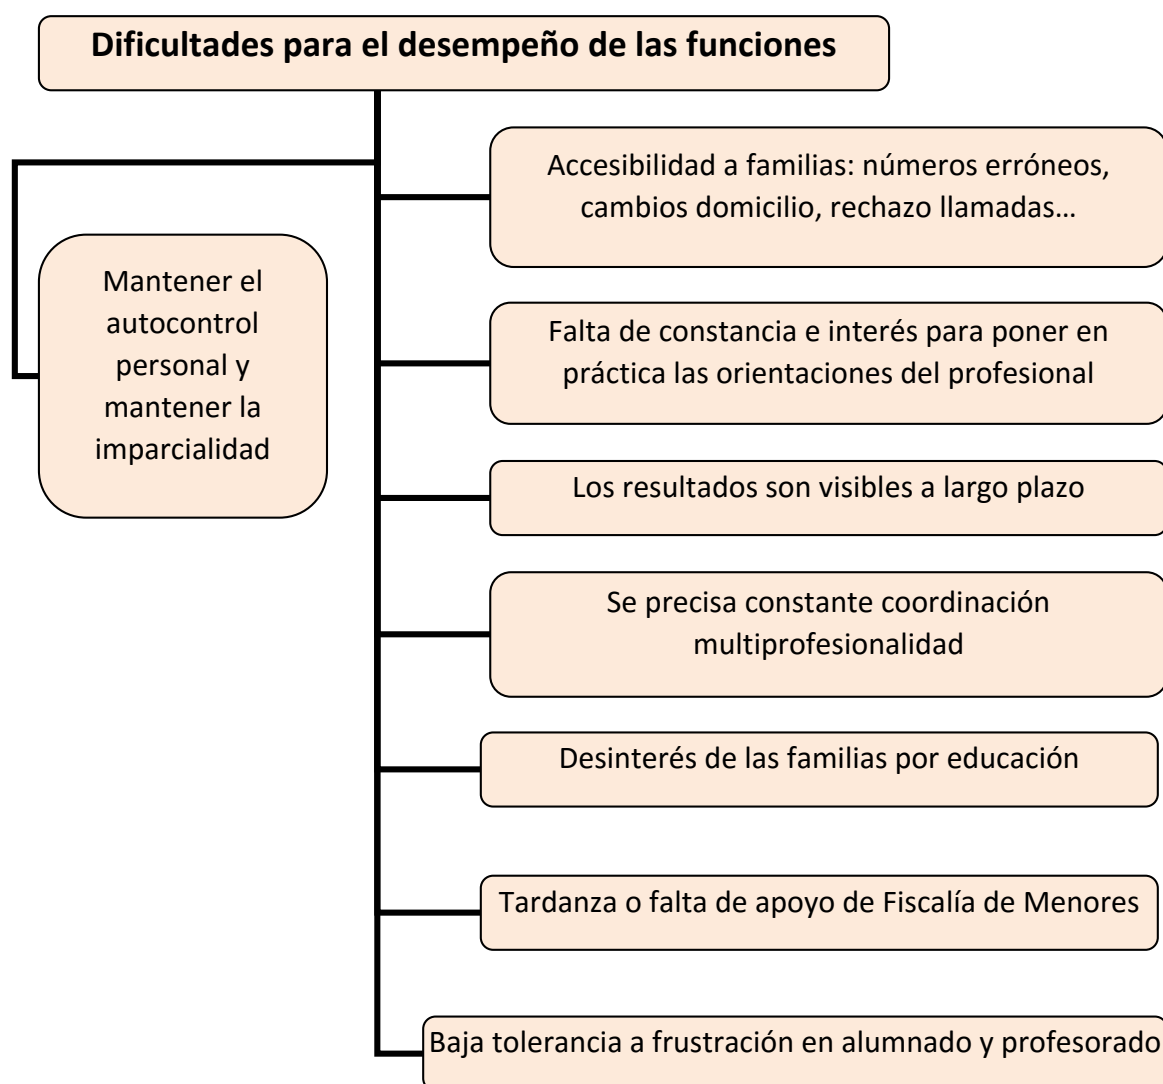 Dificultades para el desempeño de las funciones
Mantener el
autocontrol
personal y
mantener la
imparcialidad
Accesibilidad a familias: números erróneos,
cambios domicilio, rechazo llamadas...
Falta de constancia e interés para poner en
práctica las orientaciones del profesional
Los resultados son visibles a largo plazo
Se precisa constante coordinación
multiprofesionalidad
Desinterés de las familias por educación
Tardanza o falta de apoyo de Fiscalía de Menores
Baja tolerancia a frustración en alumnado y profesorado